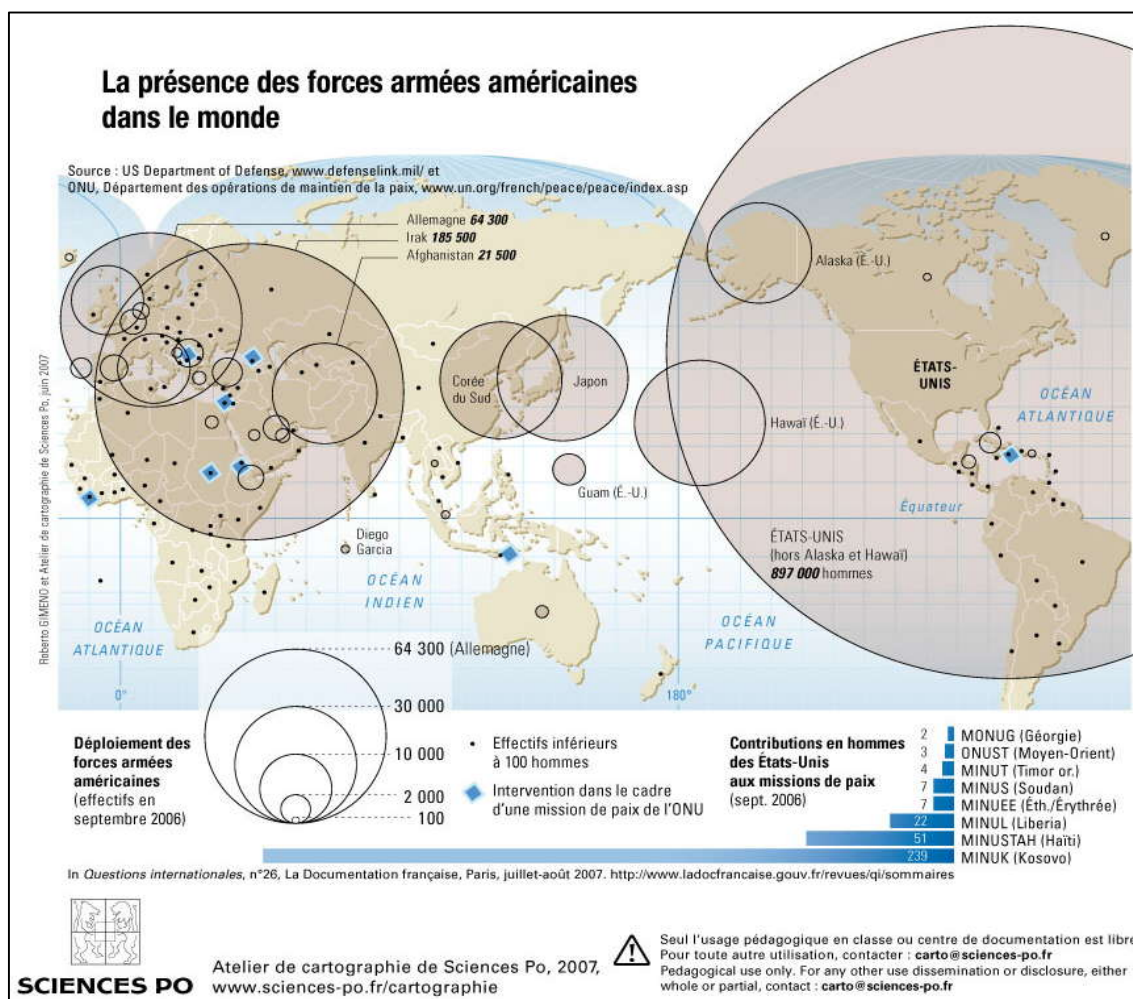 La présence des forces armées américaines
dans le monde
Source : US Department of Defense, www.defenselink.mil/ et
ONU, Département des opérations de maintien de la paix, www.un.org/french/peace/peace/index.asp
Allemagne 64 300
Irak 185 500
Afghanistan 21 500
Alaska (É.-U.)
ÉTATS-
UNIS
OCÉAN
ATLANTIQUE
Corée
du Sud
Japon
Hawaï (É.-U.)
Guam (É.-U.)
Équateur
Diego
Garcia
ÉTATS-UNIS
(hors Alaska et Hawaï)
897 000 hommes
OCÉAN
INDIEN
OCÉAN
ATLANTIQUE
OCÉAN
PACIFIQUE
0°
180°
Roberto GIMENO et Atelier de cartographie de Sciences Po, juin 2007
Déploiement des
forces armées
américaines
(effectifs en
septembre 2006)
64 300 (Allemagne)
30 000
10 000
2 000
100
Effectifs inférieurs
à 100 hommes
Intervention dans le cadre
d'une mission de paix de l'ONU
Contributions en hommes
des États-Unis
aux missions de paix
(sept. 2006)
2 MONUG (Géorgie)
3 ONUST (Moyen-Orient)
4 MINUT (Timor or.)
7 MINUS (Soudan)
7 MINUEE (Éth./Érythrée)
22 MINUL (Liberia)
51 MINUSTAH (Haïti)
239 MINUK (Kosovo)
In Questions internationales, n°26, La Documentation française, Paris, juillet-août 2007. http://www.ladocfrancaise.gouv.fr/revues/qi/sommaires
SCIENCES PO
Atelier de cartographie de Sciences Po, 2007,
www.sciences-po.fr/cartographie
Seul l'usage pédagogique en classe ou centre de documentation est libre
Pour toute autre utilisation, contacter : carto@sciences-po.fr
Pedagogical use only. For any other use dissemination or disclosure, either
whole or partial, contact : carto@sciences-po.fr